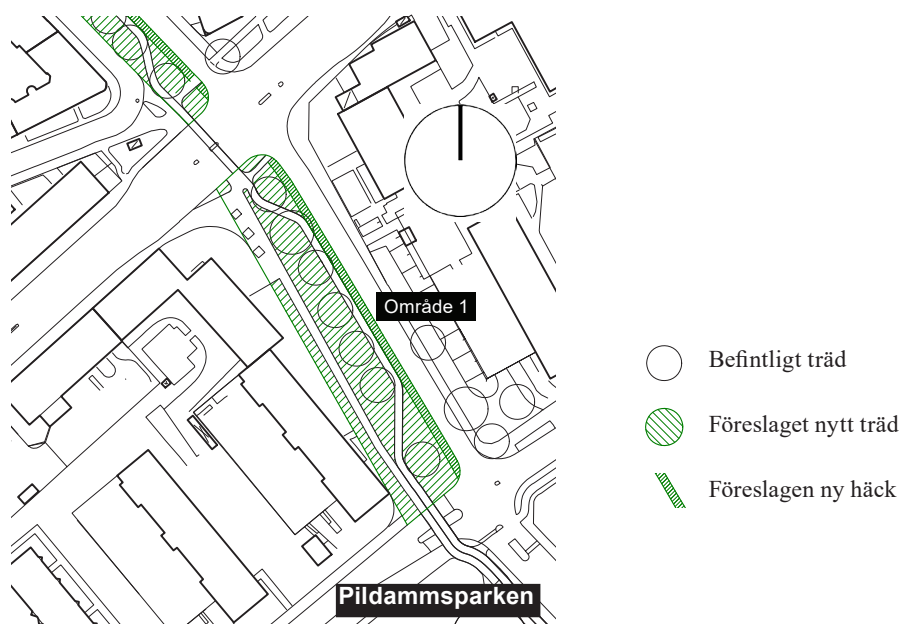 Område 1
Befintligt träd
Föreslaget nytt träd
Föreslagen ny häck
Pildammsparken